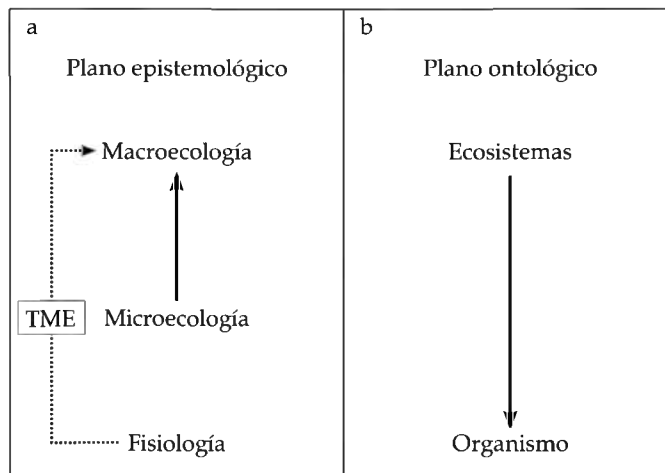 a
Plano epistemológico
Macroecología
TME
Microecología
Fisiología
b
Plano ontológico
Ecosistemas
Organismo